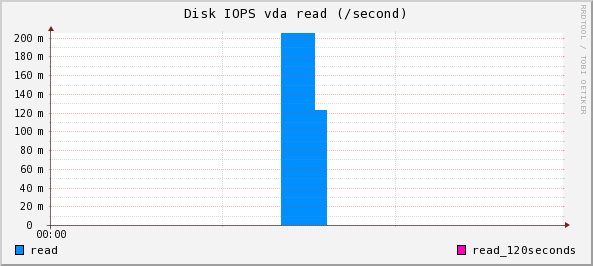 Disk IOPS vda read (/second)
RRDTOOL / TOBI OETIKER
200 m
180 m
160 m
140 m
120 m
100 m
80 m
60 m
40 m
20 m
0
00:00
read
read_120seconds